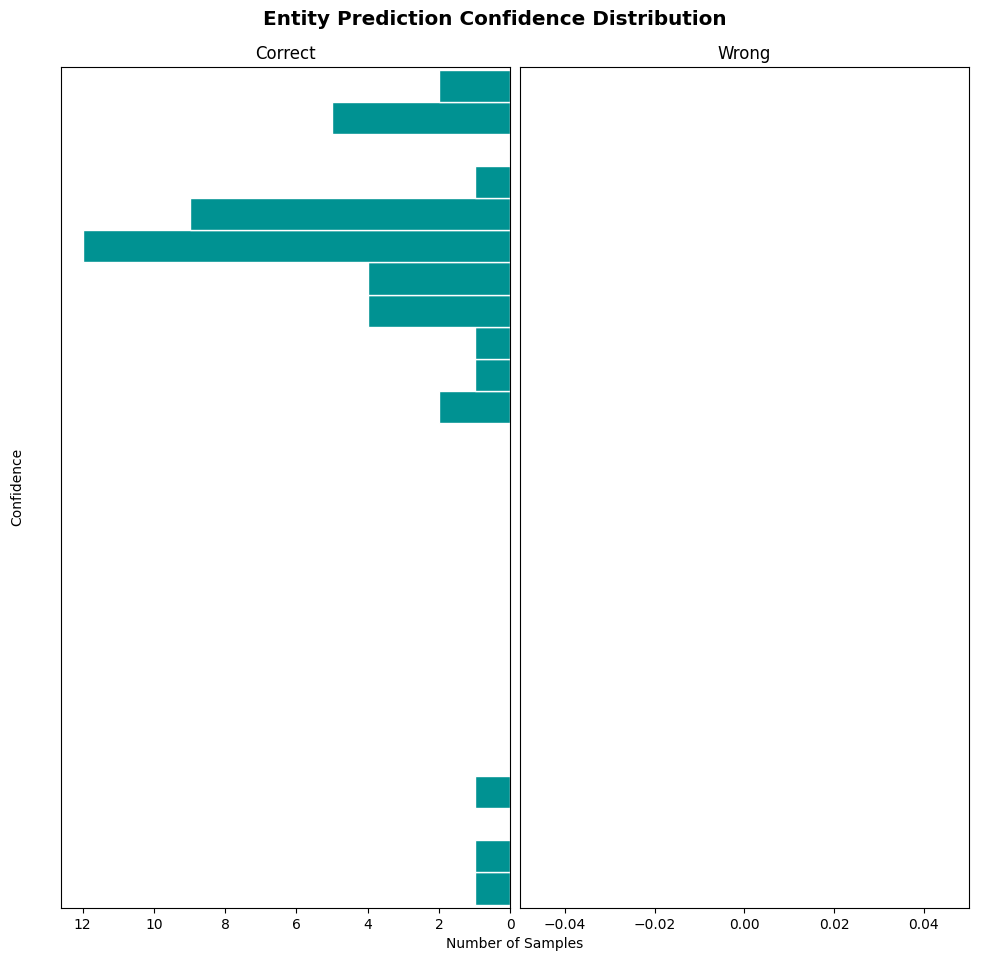 Entity Prediction Confidence Distribution
Correct Wrong
Confidence
12 10 8 6 4 2 0 −0.04 −0.02 0.00 0.02 0.04
Number of Samples